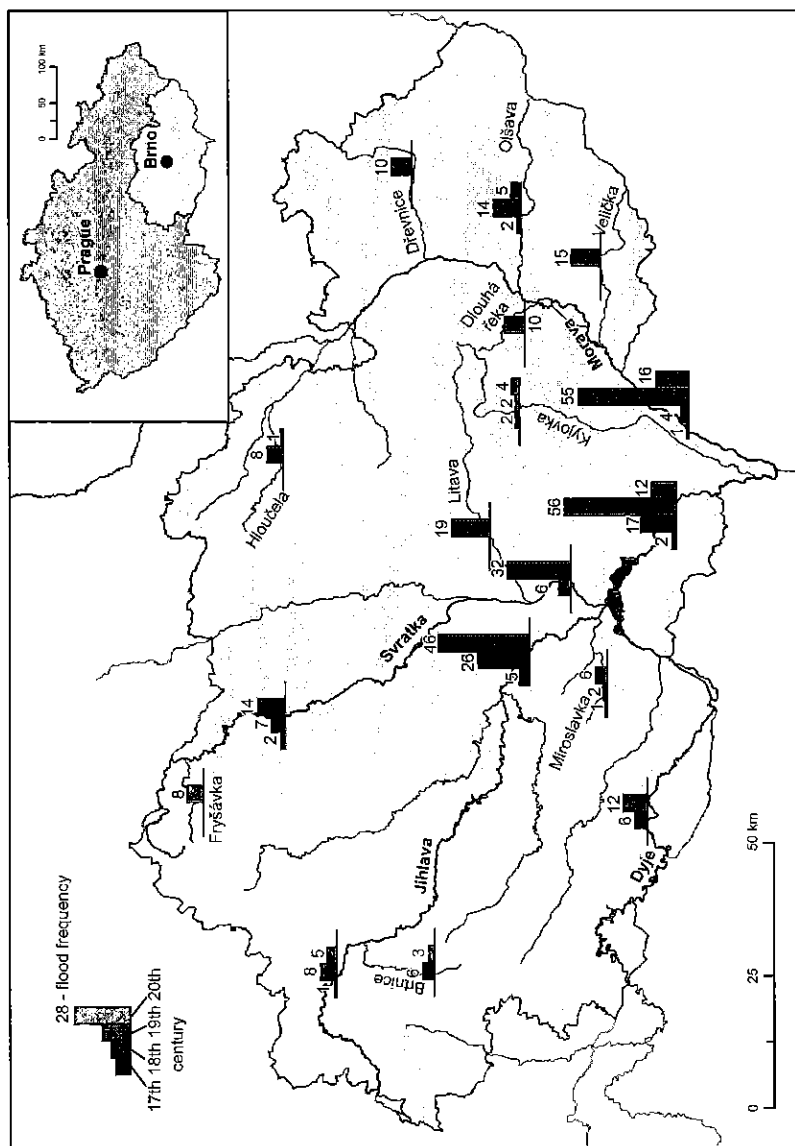 28 - flood frequency
17th 18th 19th 20th
century
0 50 100 km
Prague
Brno
8
Fryšávka
2 7 14
Svratka
8 1
Hloučela
10
Dřevnice
4 8 5
Jihlava
6 3
Brtnice
5 26 46
19
Litava
6 32
2 2 4
Kyjovka
Dlouhá
řeka
10
2 14 5
Olšava
15
Velička
Morava
1 4 55 16
2 17 56 12
1 2 6
Miroslavka
6 12
Dyje
0 25 50 km